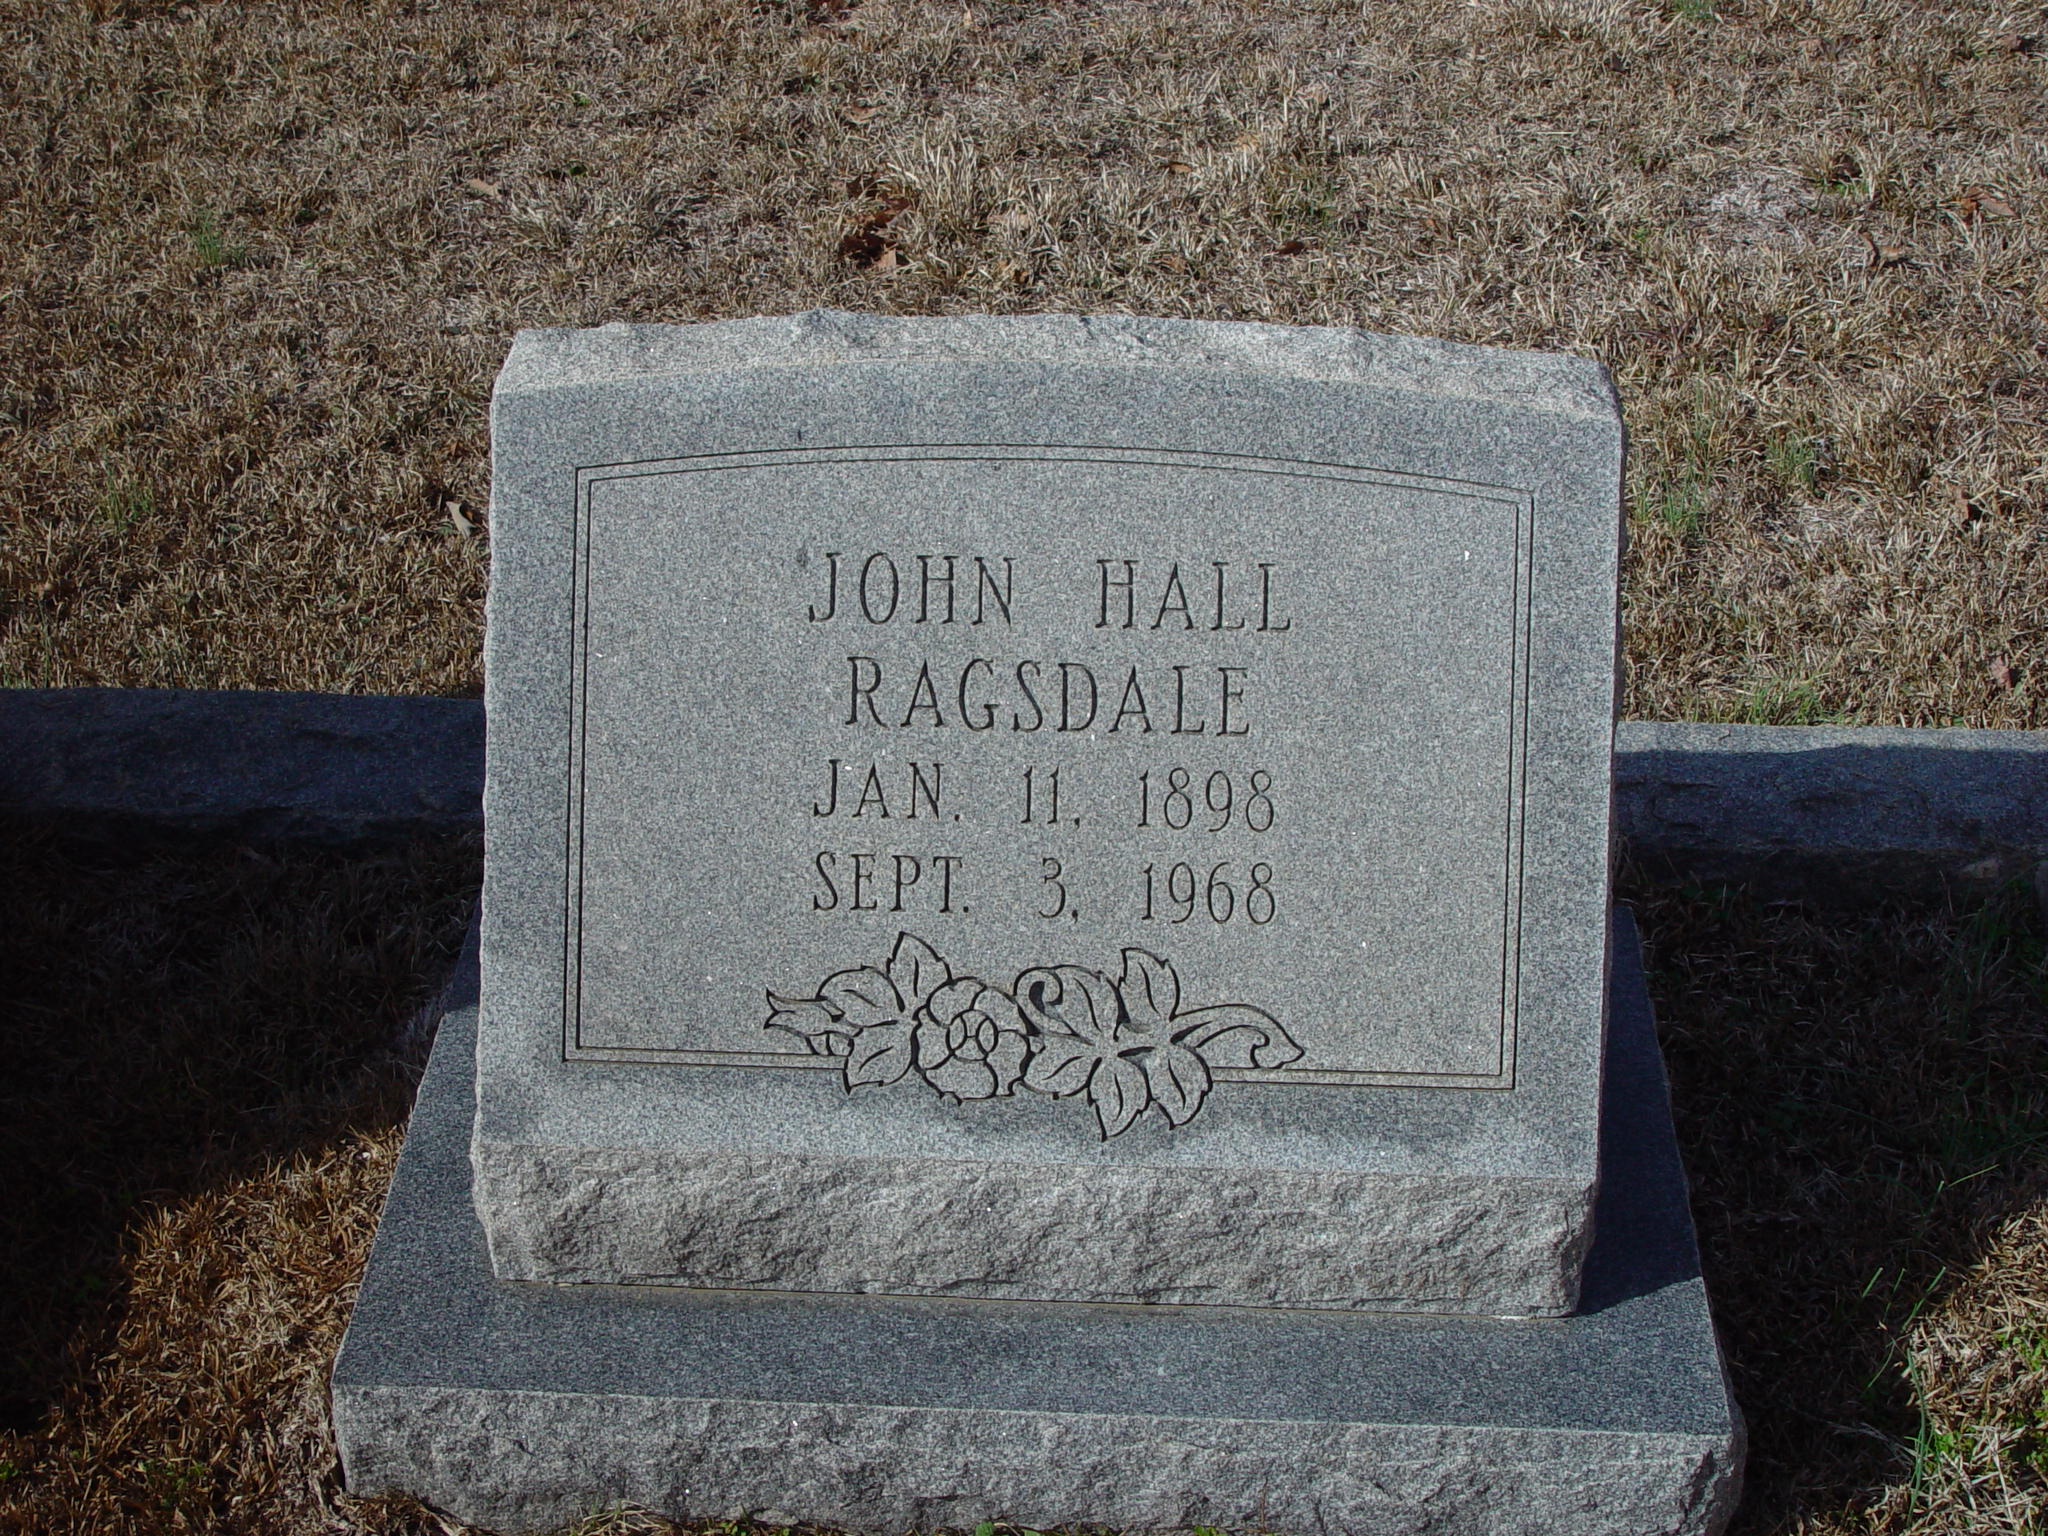 JOHN HALL
RAGSDALE
JAN. 11, 1898
SEPT. 3, 1968